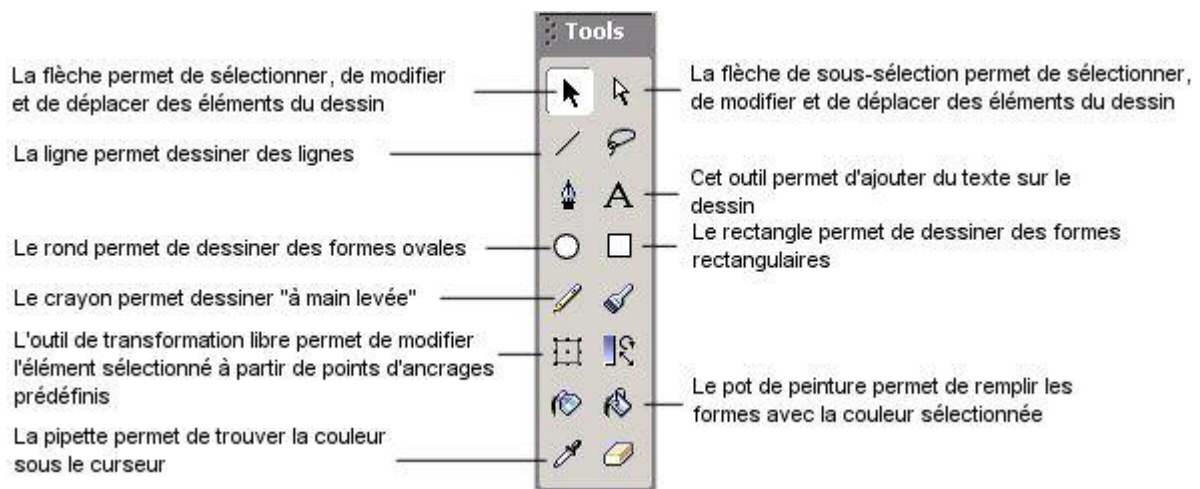 Tools
La flèche permet de sélectionner, de modifier
et de déplacer des éléments du dessin
La flèche de sous-sélection permet de sélectionner,
de modifier et de déplacer des éléments du dessin
La ligne permet dessiner des lignes
Cet outil permet d'ajouter du texte sur le
dessin
Le rond permet de dessiner des formes ovales
Le rectangle permet de dessiner des formes
rectangulaires
Le crayon permet dessiner "à main levée"
L'outil de transformation libre permet de modifier
l'élément sélectionné à partir de points d'ancrages
prédéfinis
Le pot de peinture permet de remplir les
formes avec la couleur sélectionnée
La pipette permet de trouver la couleur
sous le curseur